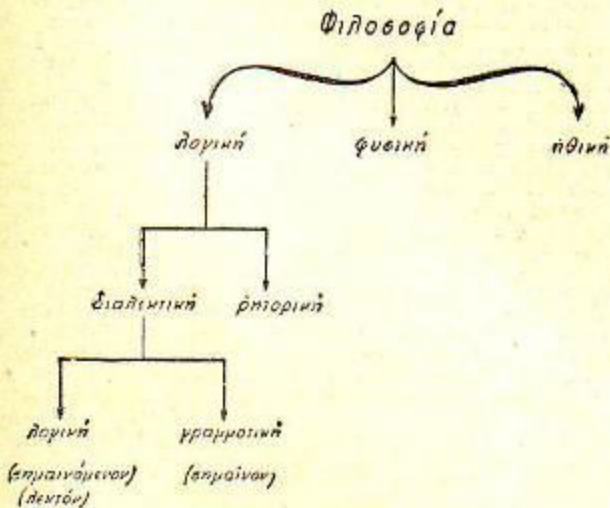 Φιλοσοφία
λογική φυσική ἠθική
διαλεκτική ῥητορική
λογική γραμματική
(σημαινόμενον) (σημαῖνον)
(λεκτόν)